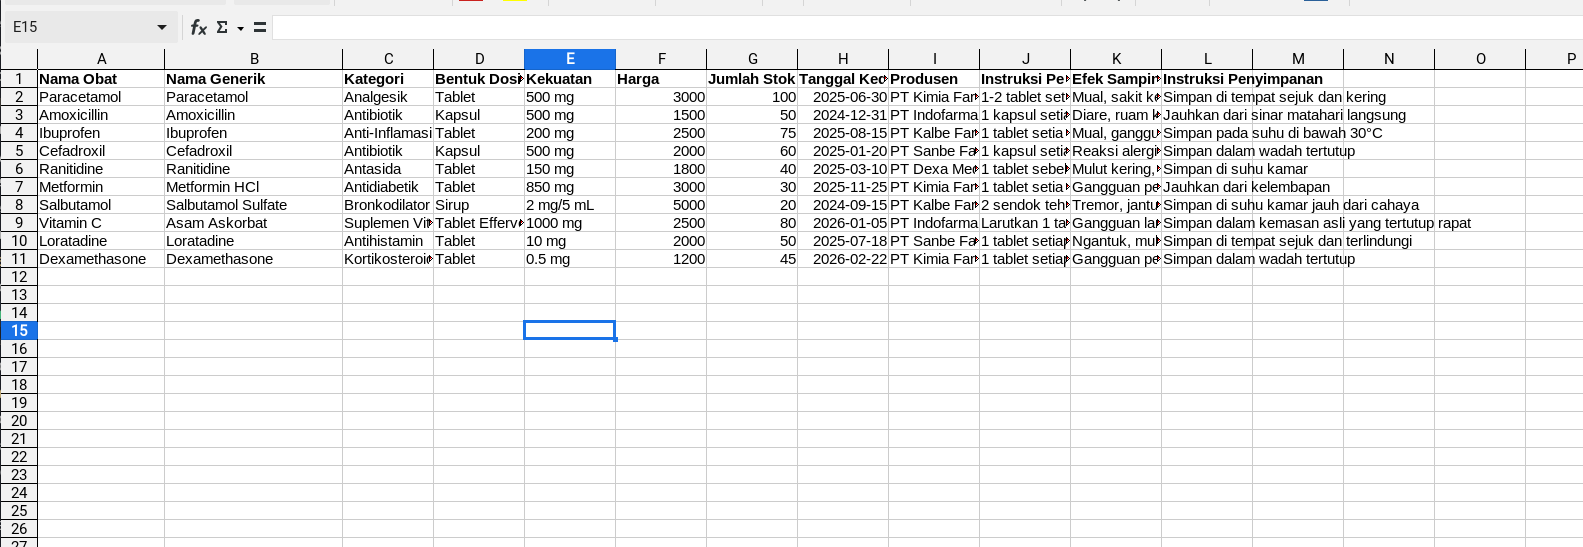 E15 fx Σ =
A B C D E F G H I J K L M N O P
1 Nama Obat Nama Generik Kategori Bentuk Dosi Kekuatan Harga Jumlah Stok Tanggal Ked Produsen Instruksi Pe Efek Sampin Instruksi Penyimpanan
2 Paracetamol Paracetamol Analgesik Tablet 500 mg 3000 100 2025-06-30 PT Kimia Far 1-2 tablet set Mual, sakit k Simpan di tempat sejuk dan kering
3 Amoxicillin Amoxicillin Antibiotik Kapsul 500 mg 1500 50 2024-12-31 PT Indofarma 1 kapsul seti Diare, ruam k Jauhkan dari sinar matahari langsung
4 Ibuprofen Ibuprofen Anti-Inflamasi Tablet 200 mg 2500 75 2025-08-15 PT Kalbe Far 1 tablet setia Mual, ganggu Simpan pada suhu di bawah 30°C
5 Cefadroxil Cefadroxil Antibiotik Kapsul 500 mg 2000 60 2025-01-20 PT Sanbe Fa 1 kapsul seti Reaksi alergi Simpan dalam wadah tertutup
6 Ranitidine Ranitidine Antasida Tablet 150 mg 1800 40 2025-03-10 PT Dexa Med 1 tablet sebel Mulut kering, Simpan di suhu kamar
7 Metformin Metformin HCl Antidiabetik Tablet 850 mg 3000 30 2025-11-25 PT Kimia Far 1 tablet setia Gangguan pe Jauhkan dari kelembapan
8 Salbutamol Salbutamol Sulfate Bronkodilator Sirup 2 mg/5 mL 5000 20 2024-09-15 PT Kalbe Far 2 sendok teh Tremor, jantu Simpan di suhu kamar jauh dari cahaya
9 Vitamin C Asam Askorbat Suplemen Vit Tablet Efferv 1000 mg 2500 80 2026-01-05 PT Indofarma Larutkan 1 ta Gangguan la Simpan dalam kemasan asli yang tertutup rapat
10 Loratadine Loratadine Antihistamin Tablet 10 mg 2000 50 2025-07-18 PT Sanbe Fa 1 tablet setiap Ngantuk, mul Simpan di tempat sejuk dan terlindungi
11 Dexamethasone Dexamethasone Kortikosteroi Tablet 0.5 mg 1200 45 2026-02-22 PT Kimia Far 1 tablet setiap Gangguan pe Simpan dalam wadah tertutup
12
13
14
15
16
17
18
19
20
21
22
23
24
25
26
27